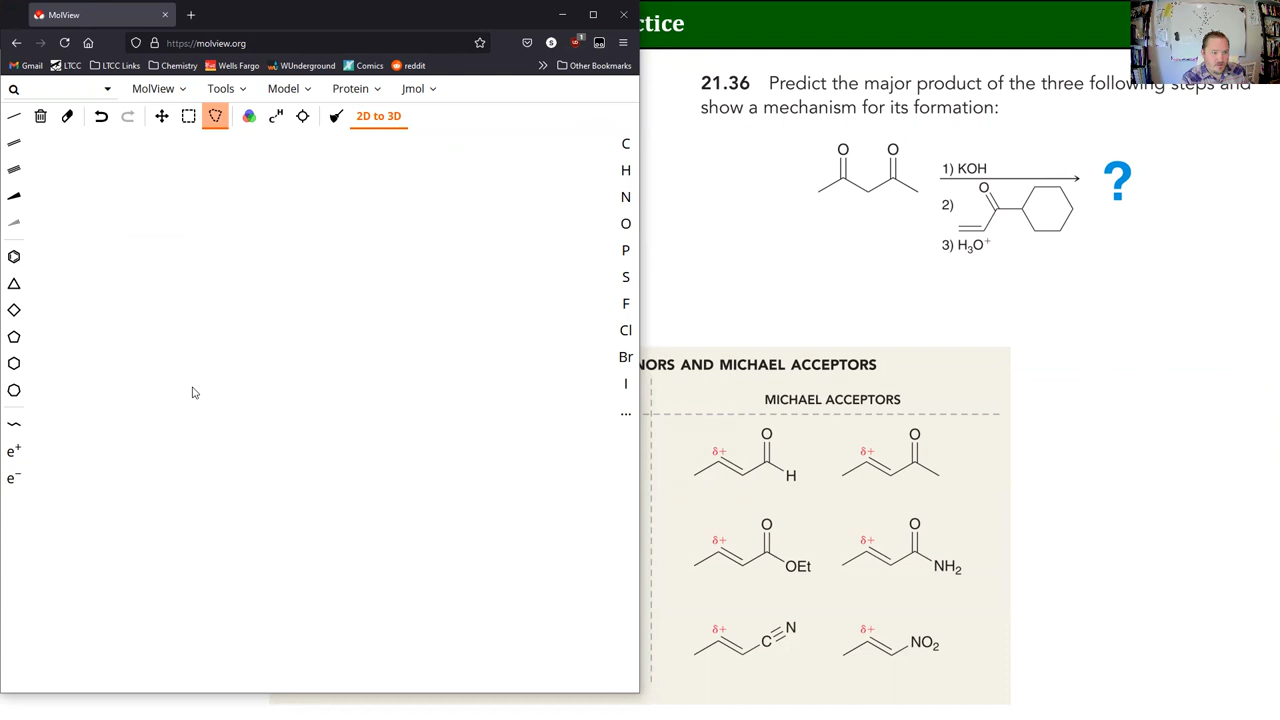 MolView
https://molview.org
Gmail LTCC LTCC Links Chemistry Wells Fargo WUnderground Comics reddit Other Bookmarks
MolView Tools Model Protein Jmol
2D to 3D
C
H
N
O
P
S
F
Cl
Br
I
...
e+
e−
ctice
21.36 Predict the major product of the three following steps and
show a mechanism for its formation:
O O
1) KOH
O
2)
3) H3O+
?
NORS AND MICHAEL ACCEPTORS
MICHAEL ACCEPTORS
O O
δ+ δ+
H
O O
δ+ δ+
OEt NH2
N
δ+ δ+
C NO2